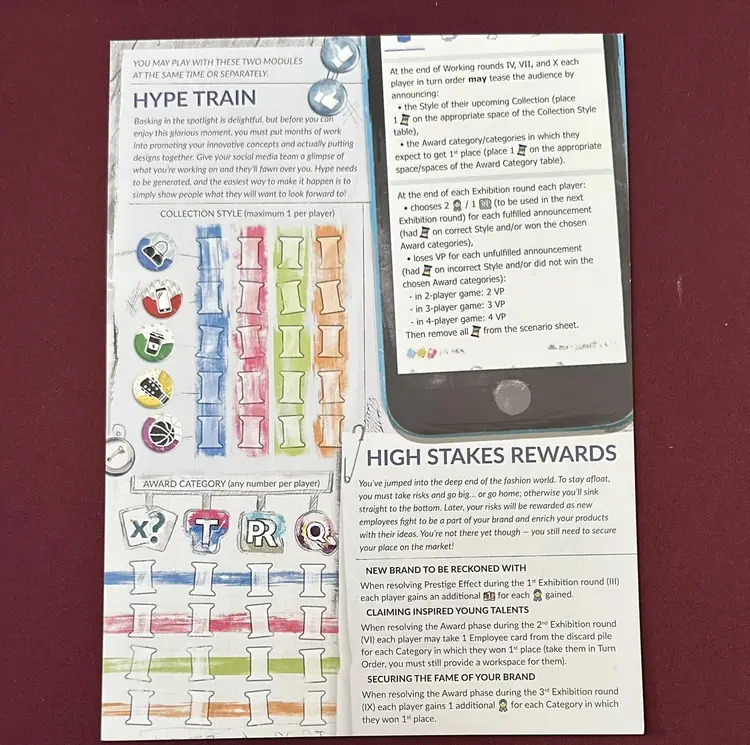 YOU MAY PLAY WITH THESE TWO MODULES
AT THE SAME TIME OR SEPARATELY.
HYPE TRAIN
Basking in the spotlight is delightful, but before you can
enjoy this glorious moment, you must put months of work
into promoting your innovative concepts and actually putting
designs together. Give your social media team a glimpse of
what you're working on and they'll fawn over you. Hype needs
to be generated, and the easiest way to make it happen is to
simply show people what they will want to look forward to!
COLLECTION STYLE (maximum 1 per player)
AWARD CATEGORY (any number per player)
X?
T
PR
Q
At the end of Working rounds IV, VII, and X each
player in turn order may tease the audience by
announcing:
• the Style of their upcoming Collection (place
1 on the appropriate space of the Collection Style
table),
• the Award category/categories in which they
expect to get 1st place (place 1 on the appropriate
space/spaces of the Award Category table).
At the end of each Exhibition round each player:
• chooses 2 / 1 (to be used in the next
Exhibition round) for each fulfilled announcement
(had on correct Style and/or won the chosen
Award categories),
• loses VP for each unfulfilled announcement
(had on incorrect Style and/or did not win the
chosen Award categories):
- in 2-player game: 2 VP
- in 3-player game: 3 VP
- in 4-player game: 4 VP
Then remove all from the scenario sheet.
HIGH STAKES REWARDS
You've jumped into the deep end of the fashion world. To stay afloat,
you must take risks and go big... or go home; otherwise you'll sink
straight to the bottom. Later, your risks will be rewarded as new
employees fight to be a part of your brand and enrich your products
with their ideas. You're not there yet though — you still need to secure
your place on the market!
NEW BRAND TO BE RECKONED WITH
When resolving Prestige Effect during the 1st Exhibition round (III)
each player gains an additional for each gained.
CLAIMING INSPIRED YOUNG TALENTS
When resolving the Award phase during the 2nd Exhibition round
(VI) each player may take 1 Employee card from the discard pile
for each Category in which they won 1st place (take them in Turn
Order, you must still provide a workspace for them).
SECURING THE FAME OF YOUR BRAND
When resolving the Award phase during the 3rd Exhibition round
(IX) each player gains 1 additional for each Category in which
they won 1st place.